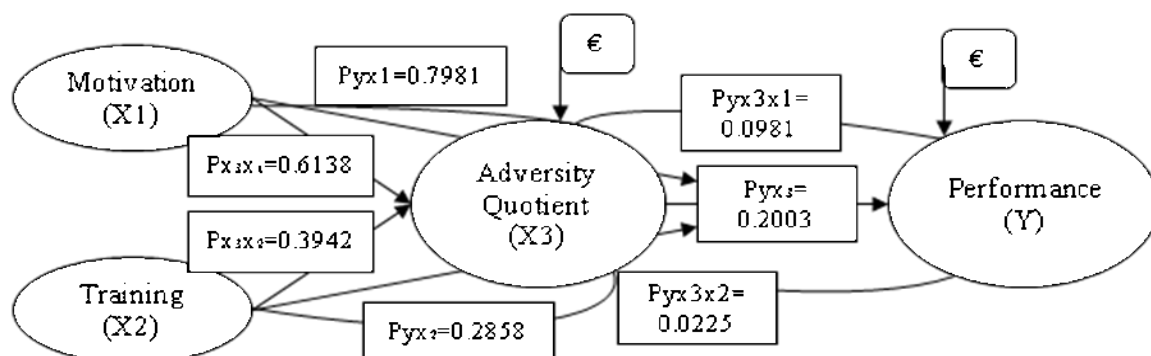 €
€
Motivation
(X1)
Pyx1=0.7981
Pyx3x1=
0.0981
Px₃x₁=0.6138
Adversity
Quotient
(X3)
Pyx₃=
0.2003
Performance
(Y)
Px₃x₂=0.3942
Training
(X2)
Pyx₂=0.2858
Pyx3x2=
0.0225